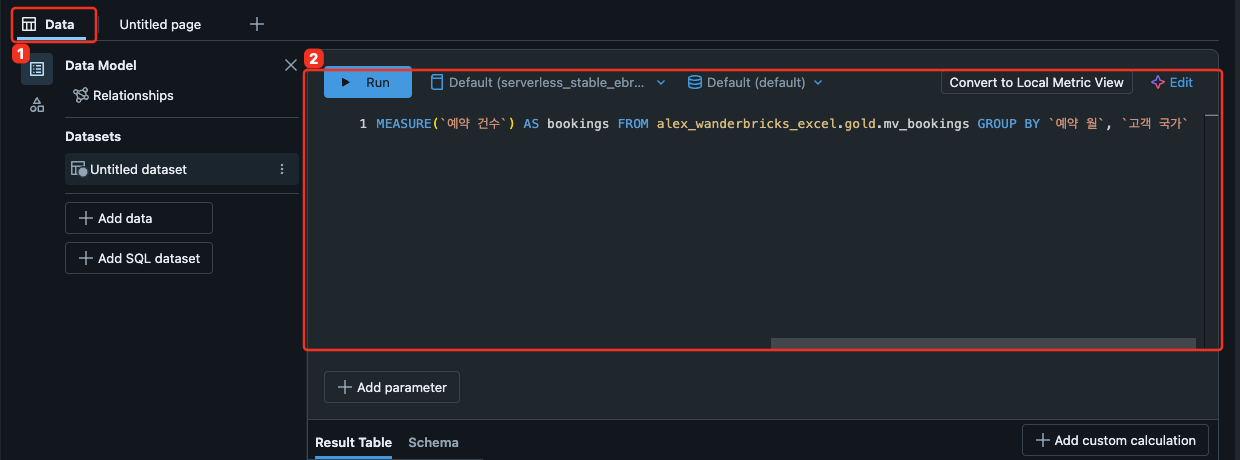 Data
Untitled page
1
2
Data Model
Relationships
Datasets
Untitled dataset
Add data
Add SQL dataset
Run
Default (serverless_stable_ebr...
Default (default)
Convert to Local Metric View
Edit
1 MEASURE(`예약 건수`) AS bookings FROM alex_wanderbricks_excel.gold.mv_bookings GROUP BY `예약 월`, `고객 국가`
Add parameter
Result Table
Schema
Add custom calculation